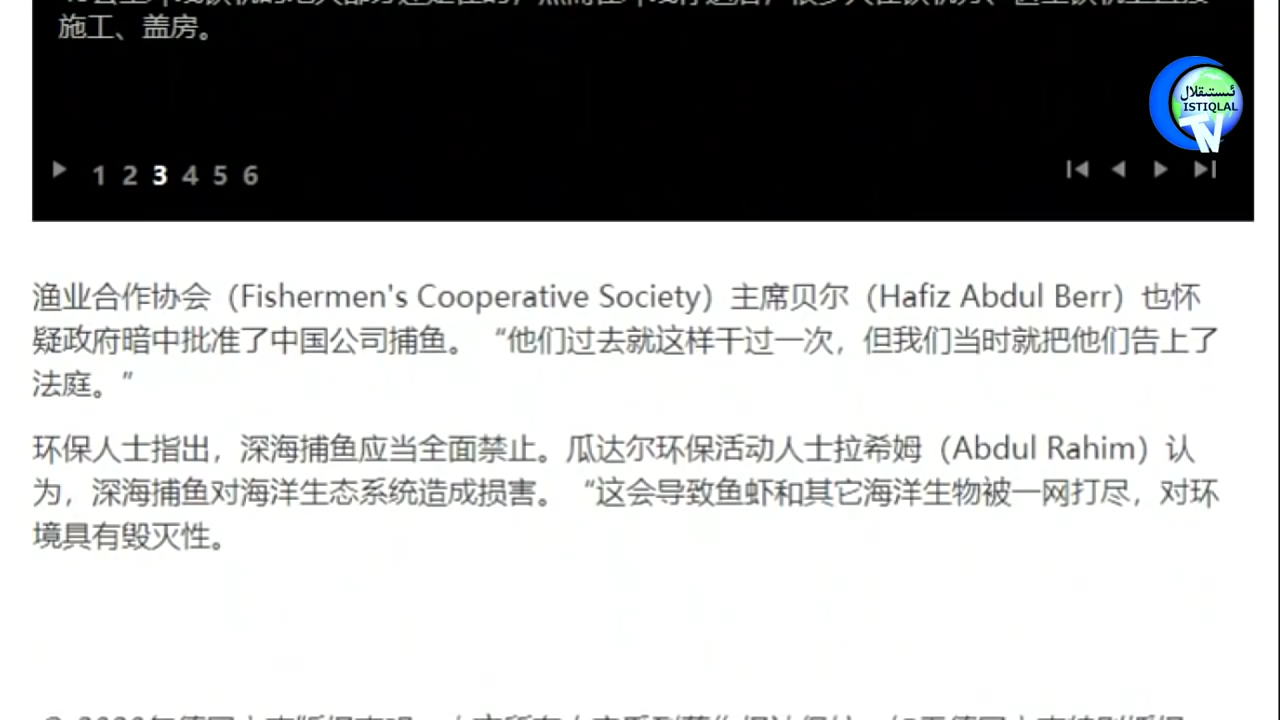 施工、盖房。
ئىستىقلال
ISTIQLAL
TV
1 2 3 4 5 6
渔业合作协会（Fishermen's Cooperative Society）主席贝尔（Hafiz Abdul Berr）也怀
疑政府暗中批准了中国公司捕鱼。 “他们过去就这样干过一次，但我们当时就把他们告上了
法庭。”
环保人士指出，深海捕鱼应当全面禁止。瓜达尔环保活动人士拉希姆（Abdul Rahim）认
为，深海捕鱼对海洋生态系统造成损害。 “这会导致鱼虾和其它海洋生物被一网打尽，对环
境具有毁灭性。